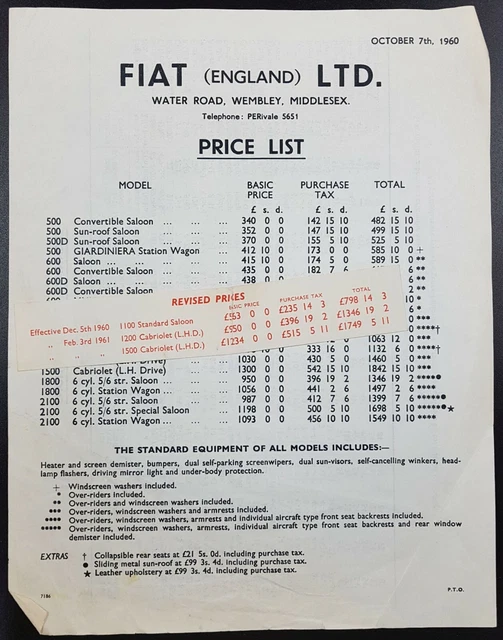 OCTOBER 7th, 1960
FIAT (ENGLAND) LTD.
WATER ROAD, WEMBLEY, MIDDLESEX.
Telephone: PERivale 5651
PRICE LIST
MODEL BASIC PRICE PURCHASE TAX TOTAL
£ s. d. £ s. d. £ s. d.
500 Convertible Saloon ... ... ... 340 0 0 142 15 10 482 15 10
500 Sun-roof Saloon ... ... ... 352 0 0 147 15 10 499 15 10
500D Sun-roof Saloon ... ... ... 370 0 0 155 5 10 525 5 10
500 GIARDINIERA Station Wagon ... 412 10 0 173 0 0 585 10 0 +
600 Saloon ... ... ... ... 415 10 0 174 5 0 589 15 0 **
600 Convertible Saloon ... ... ... 435 0 0 182 7 6
600D Saloon ... ... ... 438 0
600D Convertible
REVISED PRICES
BASIC PRICE PURCHASE TAX TOTAL
Effective Dec. 5th 1960 1100 Standard Saloon £563 0 0 £235 14 3 £798 14 3
,, Feb. 3rd 1961 1200 Cabriolet (L.H.D.) £950 0 0 £396 19 2 £1346 19 2
,, ,, 1500 Cabriolet (L.H.D.) £1234 0 0 £515 5 11 £1749 5 11
1063 12 0
333 16 0 1132 6 0
1030 0 0 430 5 0 1460 5 0
1500 Cabriolet (L.H. Drive) ... ... 1300 0 0 542 15 10 1842 15 10
1800 6 cyl. 5/6 str. Saloon ... ... 950 0 0 396 19 2 1346 19 2
1800 6 cyl. Station Wagon ... ... 1056 0 0 441 2 6 1497 2 6
2100 6 cyl. 5/6 str. Saloon ... ... 987 0 0 412 7 6 1399 7 6
2100 6 cyl. 5/6 str. Special Saloon ... 1198 0 0 500 5 10 1698 5 10
2100 6 cyl. Station Wagon ... ... 1093 0 0 456 10 10 1549 10 10
THE STANDARD EQUIPMENT OF ALL MODELS INCLUDES:—
Heater and screen demister, bumpers, dual self-parking screenwipers, dual sun-visors, self-cancelling winkers, head-
lamp flashers, driving mirror light and under-body protection.
+ Windscreen washers included.
* Over-riders included.
** Over-riders and windscreen washers included.
*** Over-riders, windscreen washers and armrests included.
**** Over-riders, windscreen washers, armrests and individual aircraft type front seat backrests included.
***** Over-riders, windscreen washers, armrests, individual aircraft type front seat backrests and rear window
demister included.
EXTRAS † Collapsible rear seats at £21 5s. 0d. including purchase tax.
● Sliding metal sun-roof at £99 3s. 4d. including purchase tax.
★ Leather upholstery at £99 3s. 4d. including purchase tax.
7186 P.T.O.